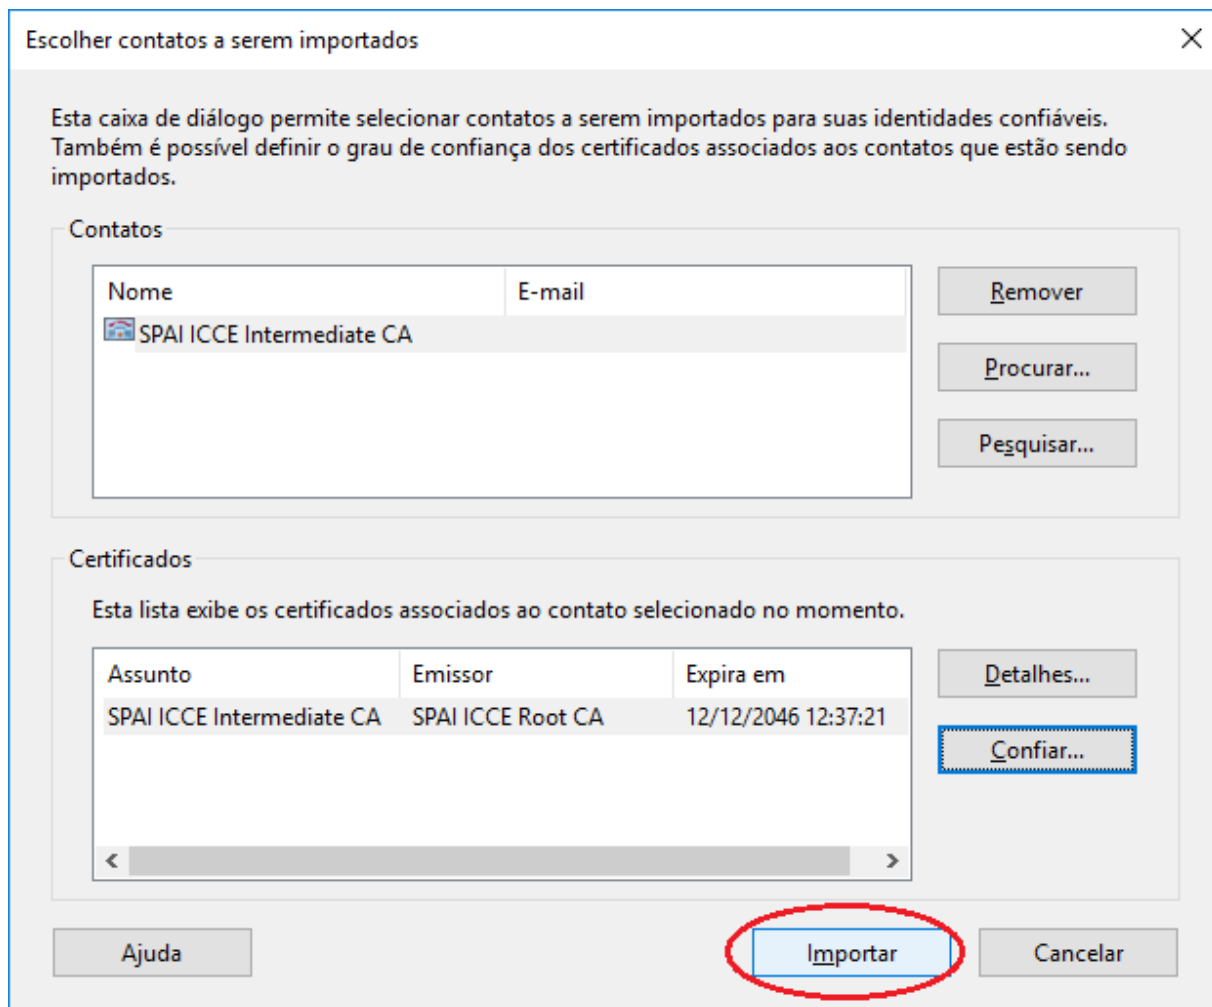 Escolher contatos a serem importados
Esta caixa de diálogo permite selecionar contatos a serem importados para suas identidades confiáveis.
Também é possível definir o grau de confiança dos certificados associados aos contatos que estão sendo
importados.
Contatos
Nome E-mail
Remover
SPAI ICCE Intermediate CA
Procurar...
Pesquisar...
Certificados
Esta lista exibe os certificados associados ao contato selecionado no momento.
Assunto Emissor Expira em
Detalhes...
SPAI ICCE Intermediate CA SPAI ICCE Root CA 12/12/2046 12:37:21
Confiar...
Ajuda Importar Cancelar